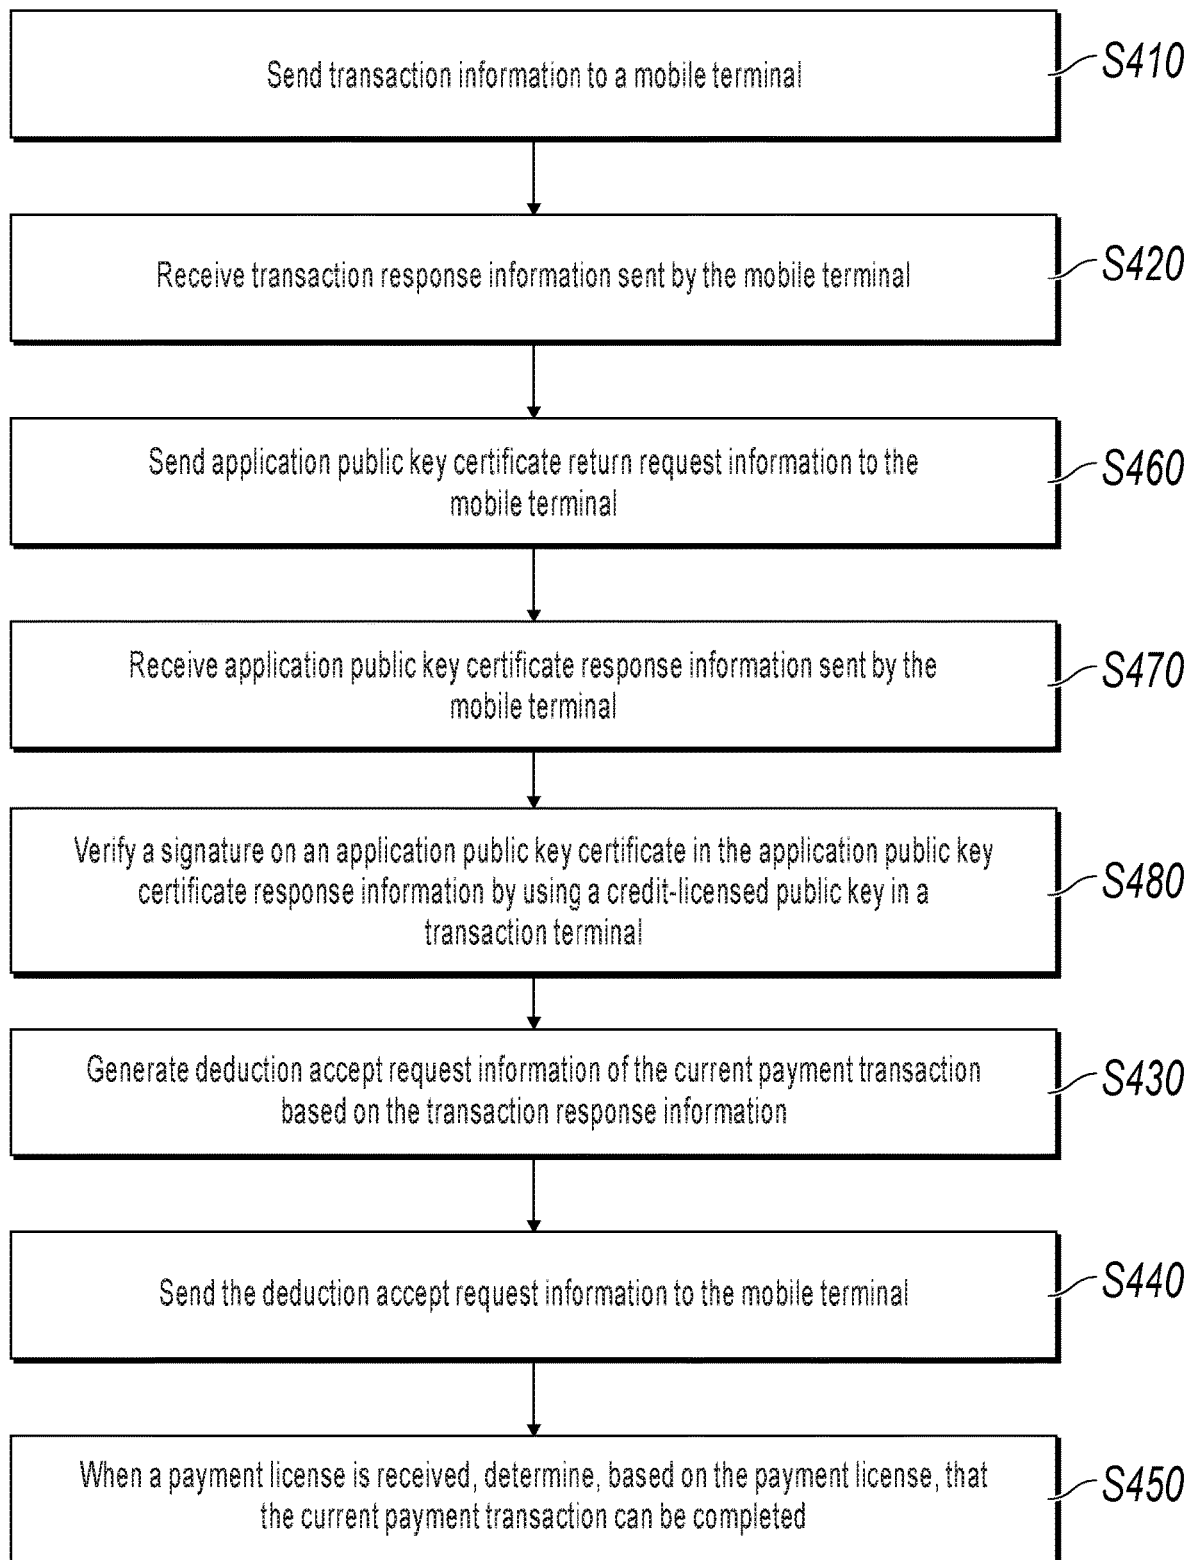 Send transaction information to a mobile terminal
S410
Receive transaction response information sent by the mobile terminal
S420
Send application public key certificate return request information to the
mobile terminal
S460
Receive application public key certificate response information sent by the
mobile terminal
S470
Verify a signature on an application public key certificate in the application public key
certificate response information by using a credit-licensed public key in a
transaction terminal
S480
Generate deduction accept request information of the current payment transaction
based on the transaction response information
S430
Send the deduction accept request information to the mobile terminal
S440
When a payment license is received, determine, based on the payment license, that
the current payment transaction can be completed
S450